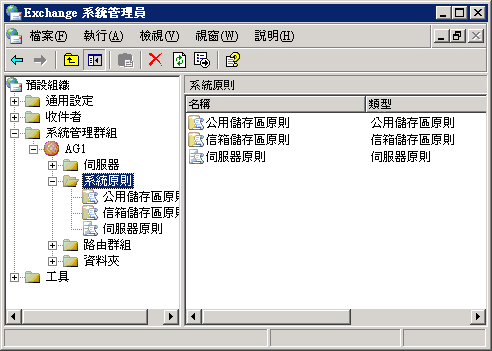 Exchange 系統管理員
檔案(F) 執行(A) 檢視(V) 視窗(W) 說明(H)
預設組織
通用設定
收件者
系統管理群組
AG1
伺服器
系統原則
公用儲存區原則
信箱儲存區原則
伺服器原則
路由群組
資料夾
工具
系統原則
名稱 類型
公用儲存區原則 公用儲存區原則
信箱儲存區原則 信箱儲存區原則
伺服器原則 伺服器原則